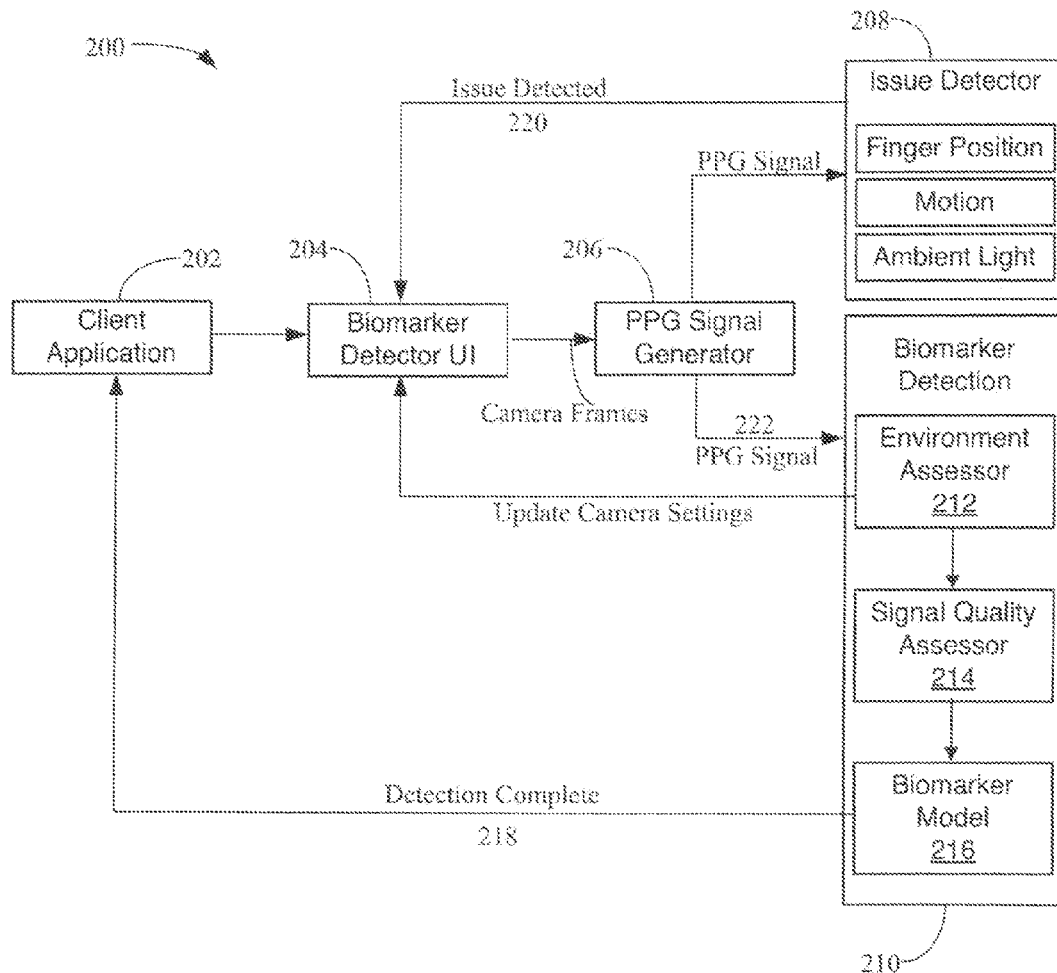 200
208
Issue Detector
Finger Position
Motion
Ambient Light
Issue Detected
220
PPG Signal
202
204
206
Client
Application
Biomarker
Detector UI
PPG Signal
Generator
Camera Frames
222
PPG Signal
Biomarker
Detection
Environment
Assessor
212
Update Camera Settings
Signal Quality
Assessor
214
Biomarker
Model
216
Detection Complete
218
210